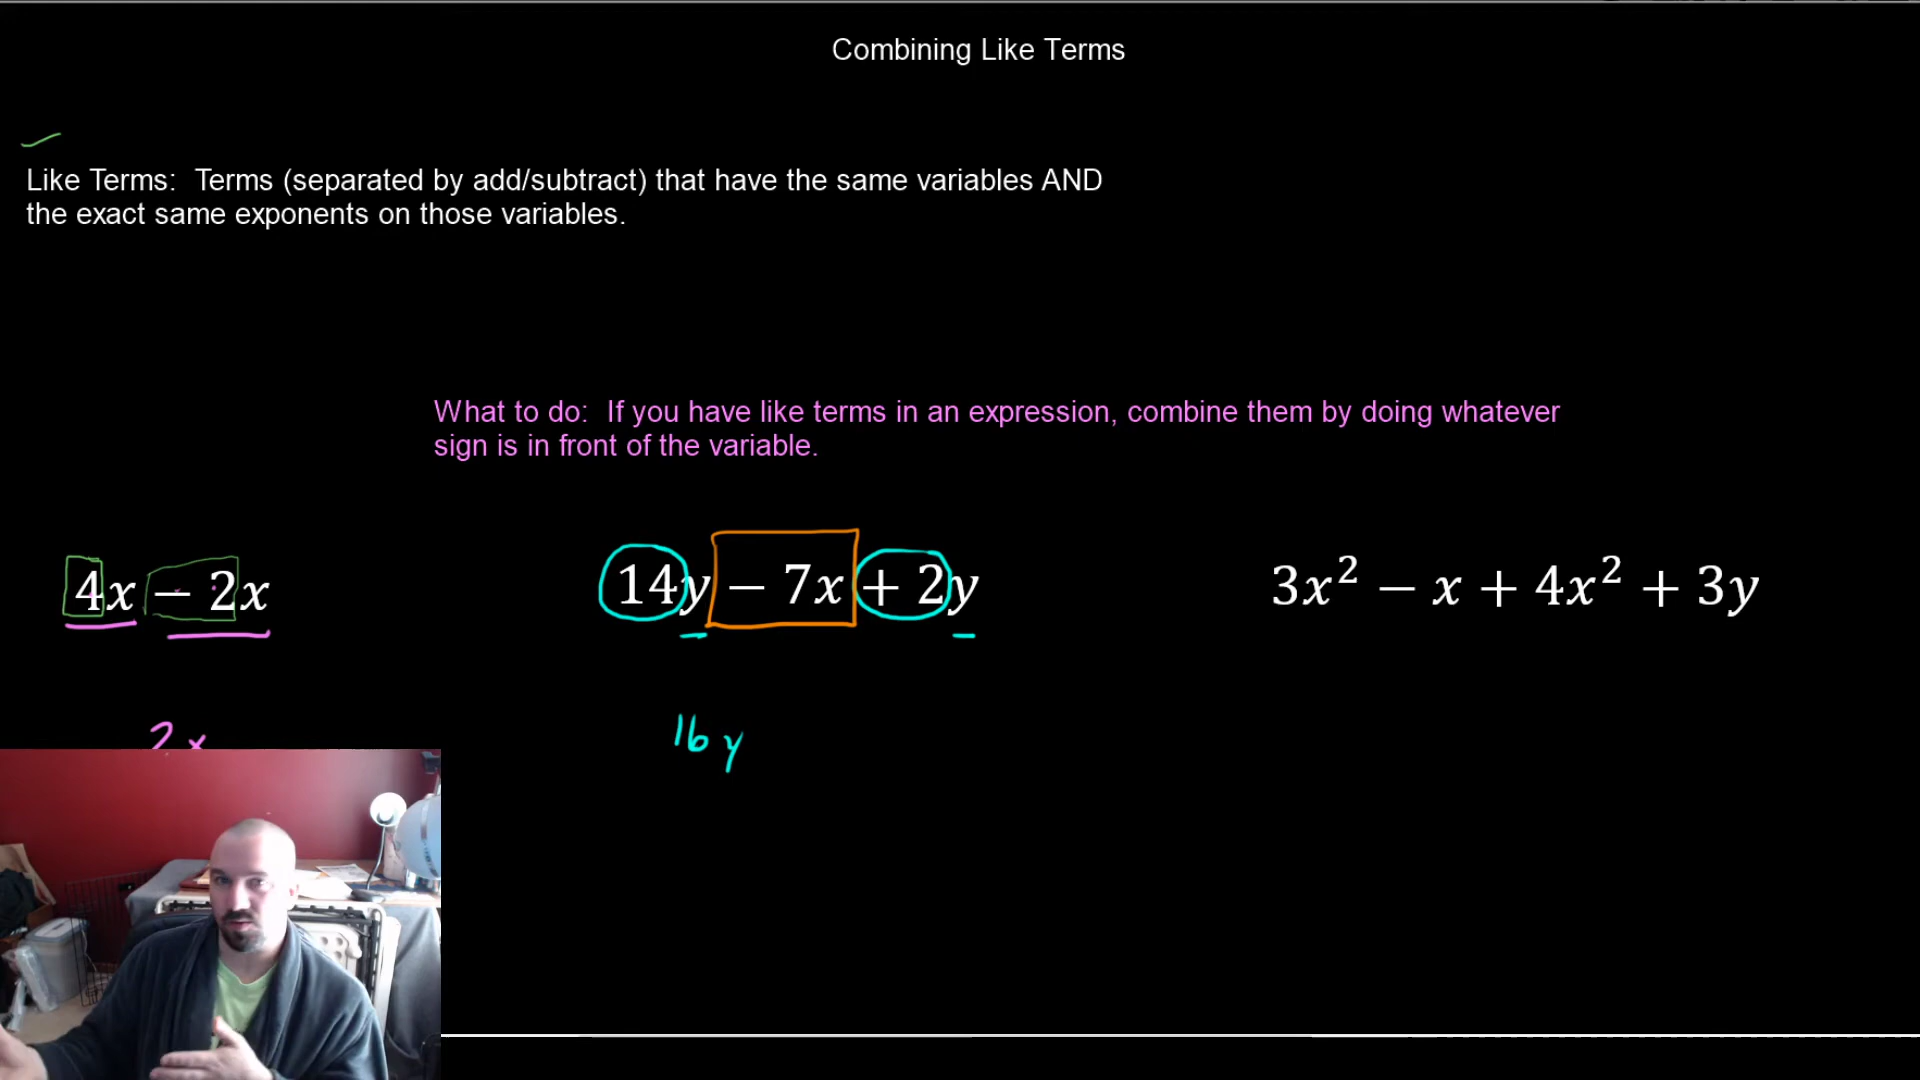 Combining Like Terms
Like Terms: Terms (separated by add/subtract) that have the same variables AND
the exact same exponents on those variables.
What to do: If you have like terms in an expression, combine them by doing whatever
sign is in front of the variable.
4x − 2x
14y − 7x + 2y
3x² − x + 4x² + 3y
2x
16y